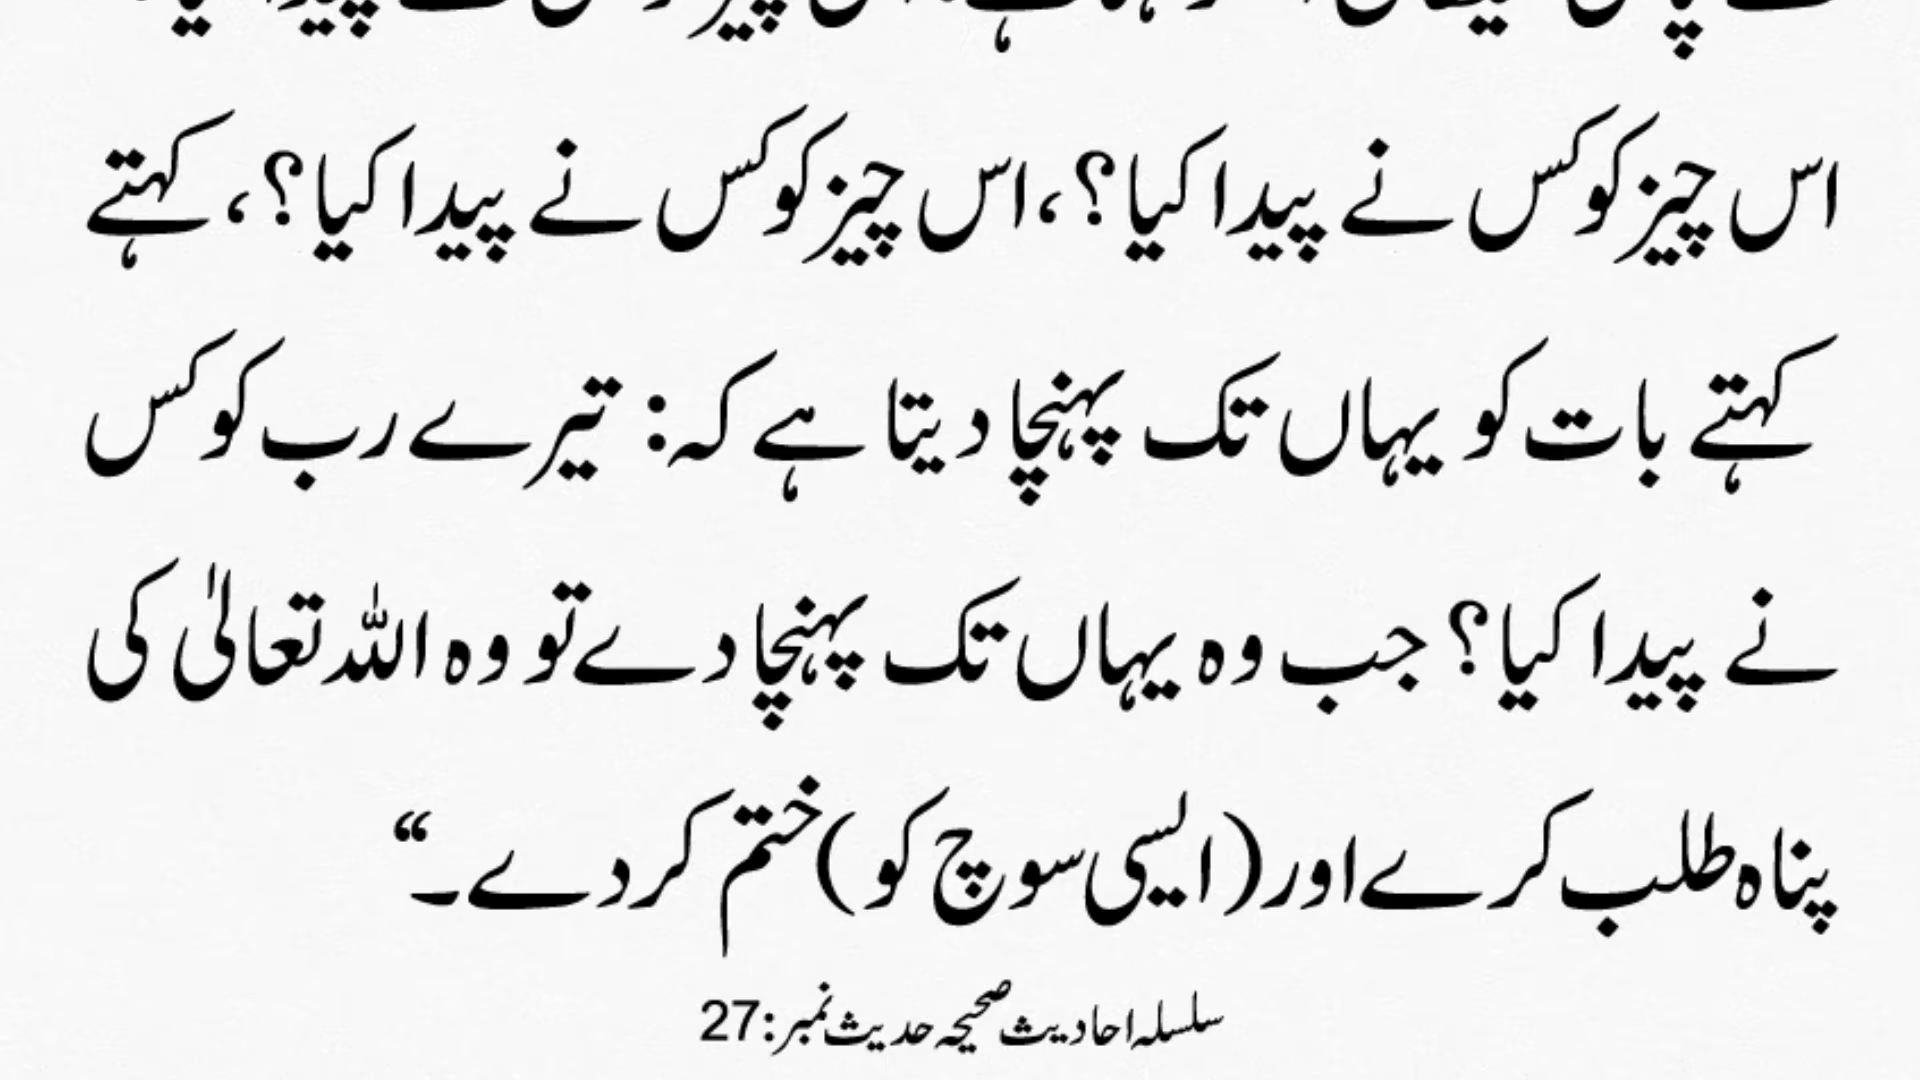 اس چیز کو کس نے پیدا کیا؟، اس چیز کو کس نے پیدا کیا؟، کہتے
کہتے بات کو یہاں تک پہنچا دیتا ہے کہ: تیرے رب کو کس
نے پیدا کیا؟ جب وہ یہاں تک پہنچا دے تو وہ اللہ تعالیٰ کی
پناہ طلب کرے اور (ایسی سوچ کو) ختم کر دے۔“
سلسلہ احادیث صحیحہ حدیث نمبر: 27